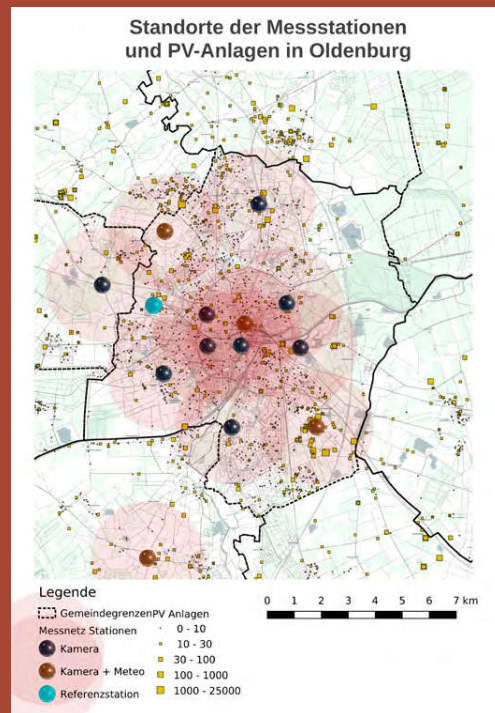 Standorte der Messstationen
und PV-Anlagen in Oldenburg
Legende
Gemeindegrenzen
Messnetz Stationen
Kamera
Kamera + Meteo
Referenzstation
PV Anlagen
0 - 10
10 - 30
30 - 100
100 - 1000
1000 - 25000
0 1 2 3 4 5 6 7 km